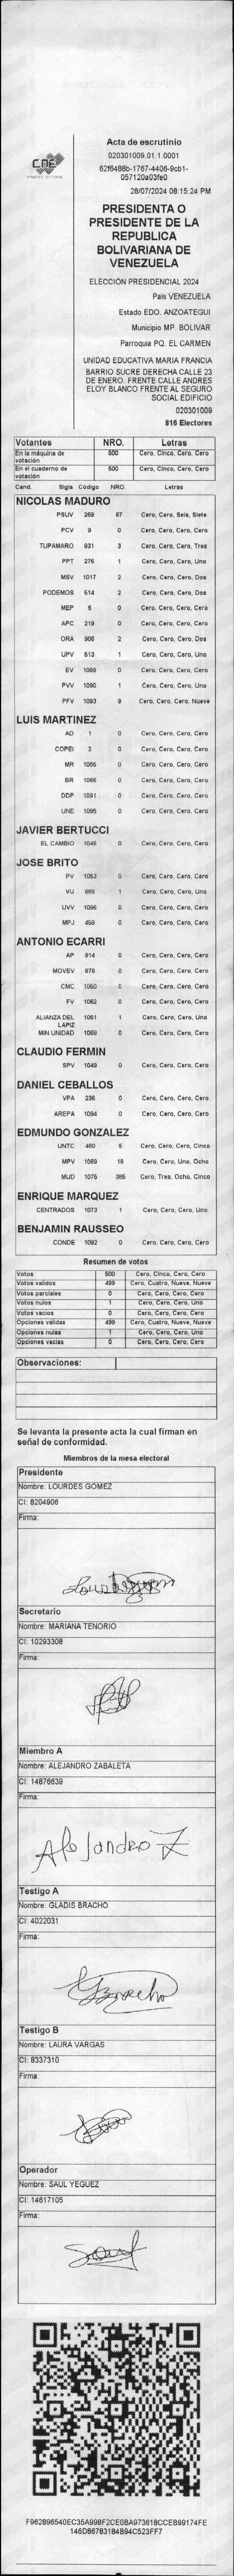 CNE
Acta de escrutinio
020301009.01.1.0001
62f6486b-1767-4406-9cb1-
057120a03fe0
28/07/2024 08:15:24 PM
PRESIDENTA O
PRESIDENTE DE LA
REPUBLICA
BOLIVARIANA DE
VENEZUELA
ELECCIÓN PRESIDENCIAL 2024
País VENEZUELA
Estado EDO. ANZOATEGUI
Municipio MP. BOLIVAR
Parroquia PQ. EL CARMEN
UNIDAD EDUCATIVA MARIA FRANCIA
BARRIO SUCRE DERECHA CALLE 23
DE ENERO. FRENTE CALLE ANDRES
ELOY BLANCO FRENTE AL SEGURO
SOCIAL EDIFICIO
020301009
816 Electores
Votantes NRO. Letras
En la máquina de votación 500 Cero, Cinco, Cero, Cero
En el cuaderno de votación 500 Cero, Cinco, Cero, Cero
Cand. Sigla Código NRO. Letras
NICOLAS MADURO
PSUV 269 67 Cero, Cero, Seis, Siete
PCV 9 0 Cero, Cero, Cero, Cero
TUPAMARO 931 3 Cero, Cero, Cero, Tres
PPT 276 1 Cero, Cero, Cero, Uno
MSV 1017 2 Cero, Cero, Cero, Dos
PODEMOS 514 2 Cero, Cero, Cero, Dos
MEP 6 0 Cero, Cero, Cero, Cero
APC 219 0 Cero, Cero, Cero, Cero
ORA 906 2 Cero, Cero, Cero, Dos
UPV 513 1 Cero, Cero, Cero, Uno
EV 1089 0 Cero, Cero, Cero, Cero
PVV 1090 1 Cero, Cero, Cero, Uno
PFV 1093 9 Cero, Cero, Cero, Nueve
LUIS MARTINEZ
AD 1 0 Cero, Cero, Cero, Cero
COPEI 2 0 Cero, Cero, Cero, Cero
MR 1065 0 Cero, Cero, Cero, Cero
BR 1066 0 Cero, Cero, Cero, Cero
DDP 1091 0 Cero, Cero, Cero, Cero
UNE 1095 0 Cero, Cero, Cero, Cero
JAVIER BERTUCCI
EL CAMBIO 1046 0 Cero, Cero, Cero, Cero
JOSE BRITO
PV 1053 0 Cero, Cero, Cero, Cero
VU 968 1 Cero, Cero, Cero, Uno
UVV 1096 0 Cero, Cero, Cero, Cero
MPJ 458 0 Cero, Cero, Cero, Cero
ANTONIO ECARRI
AP 914 0 Cero, Cero, Cero, Cero
MOVEV 878 0 Cero, Cero, Cero, Cero
CMC 1050 0 Cero, Cero, Cero, Cero
FV 1062 0 Cero, Cero, Cero, Cero
ALIANZA DEL LAPIZ 1061 1 Cero, Cero, Cero, Uno
MIN UNIDAD 1068 0 Cero, Cero, Cero, Cero
CLAUDIO FERMIN
SPV 1049 0 Cero, Cero, Cero, Cero
DANIEL CEBALLOS
VPA 236 0 Cero, Cero, Cero, Cero
AREPA 1094 0 Cero, Cero, Cero, Cero
EDMUNDO GONZALEZ
UNTC 460 5 Cero, Cero, Cero, Cinco
MPV 1069 18 Cero, Cero, Uno, Ocho
MUD 1075 385 Cero, Tres, Ocho, Cinco
ENRIQUE MARQUEZ
CENTRADOS 1073 1 Cero, Cero, Cero, Uno
BENJAMIN RAUSSEO
CONDE 1092 0 Cero, Cero, Cero, Cero
Resumen de votos
Votos 500 Cero, Cinco, Cero, Cero
Votos validos 499 Cero, Cuatro, Nueve, Nueve
Votos parciales 0 Cero, Cero, Cero, Cero
Votos nulos 1 Cero, Cero, Cero, Uno
Votos vacios 0 Cero, Cero, Cero, Cero
Opciones validas 499 Cero, Cuatro, Nueve, Nueve
Opciones nulas 1 Cero, Cero, Cero, Uno
Opciones vacias 0 Cero, Cero, Cero, Cero
Observaciones:
Se levanta la presente acta la cual firman en
señal de conformidad.
Miembros de la mesa electoral
Presidente
Nombre: LOURDES GOMEZ
CI: 8204906
Firma:
Secretario
Nombre: MARIANA TENORIO
CI: 10293308
Firma:
Miembro A
Nombre: ALEJANDRO ZABALETA
CI: 14876639
Firma:
Alejandro Z
Testigo A
Nombre: GLADIS BRACHO
CI: 4022031
Firma:
GBracho
Testigo B
Nombre: LAURA VARGAS
CI: 8337310
Firma:
Operador
Nombre: SAUL YEGUEZ
CI: 14617105
Firma:
F962896540EC35A998F2CE0BA973618CCEB99174FE
146D86783184B94C523FF7